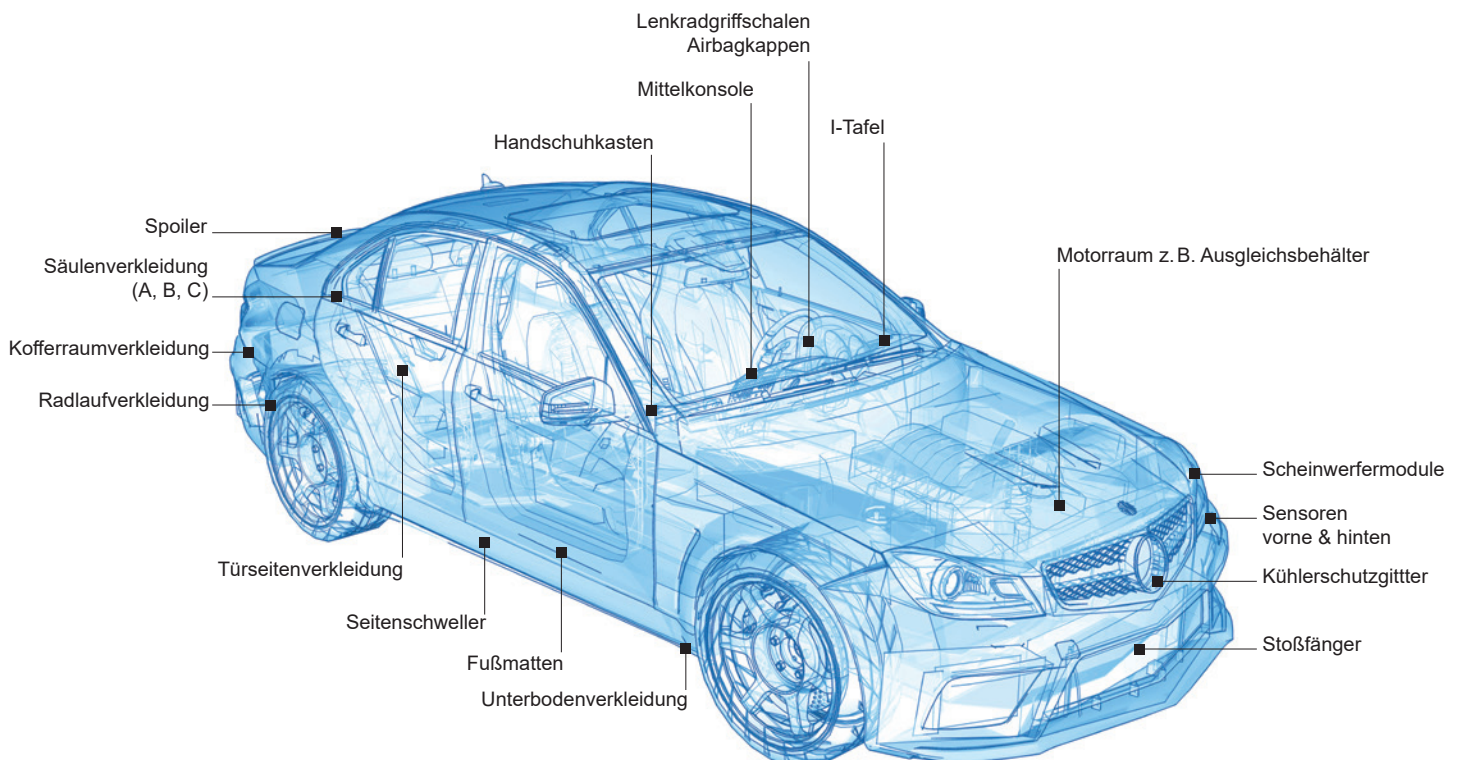 Lenkradgriffschalen
Airbagkappen
Mittelkonsole
I-Tafel
Handschuhkasten
Spoiler
Säulenverkleidung
(A, B, C)
Kofferraumverkleidung
Radlaufverkleidung
Motorraum z. B. Ausgleichsbehälter
Scheinwerfermodule
Sensoren
vorne & hinten
Kühlerschutzgittter
Stoßfänger
Türseitenverkleidung
Seitenschweller
Fußmatten
Unterbodenverkleidung